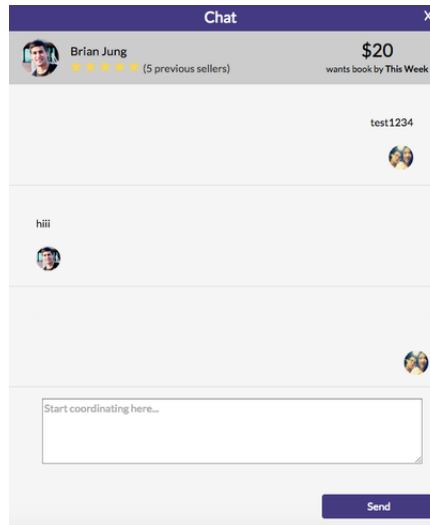 Chat X
Brian Jung
(5 previous sellers)
$20
wants book by This Week
test1234
hiii
Start coordinating here...
Send